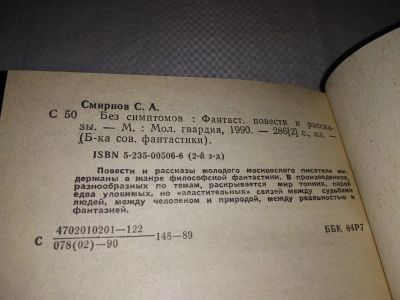 Смирнов С. А.
С 50 Без симптомов : Фантаст. повести и расска-
зы. — М. : Мол. гвардия, 1990. — 286[2] с., ил. —
(Б-ка сов. фантастики).
ISBN 5-235-00506-6 (2-й з-д.)
Повести и рассказы молодого московского писателя вы-
держаны в жанре философской фантастики. В произведениях,
разнообразных по темам, раскрывается мир тонких, порой
едва уловимых, но «властительных» связей между судьбами
людей, между человеком и природой, между реальностью и
фантазией.
С 4702010201—122
078(02)—90 148—89 ББК 84Р7